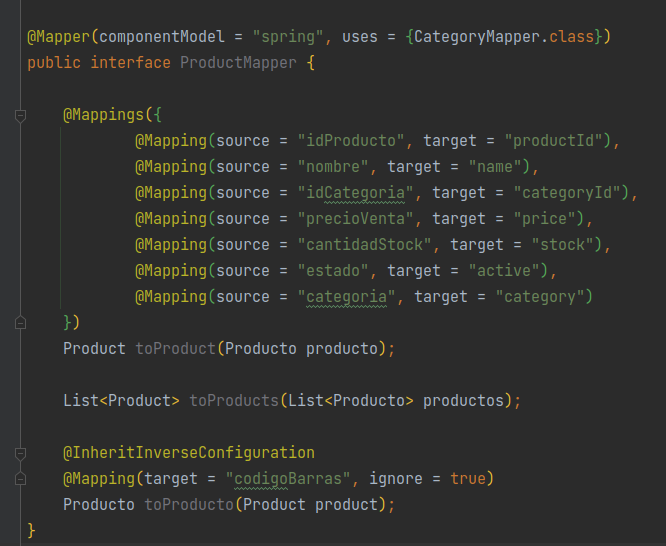 @Mapper(componentModel = "spring", uses = {CategoryMapper.class})
public interface ProductMapper {
@Mappings({
@Mapping(source = "idProducto", target = "productId"),
@Mapping(source = "nombre", target = "name"),
@Mapping(source = "idCategoria", target = "categoryId"),
@Mapping(source = "precioVenta", target = "price"),
@Mapping(source = "cantidadStock", target = "stock"),
@Mapping(source = "estado", target = "active"),
@Mapping(source = "categoria", target = "category")
})
Product toProduct(Producto producto);
List<Product> toProducts(List<Producto> productos);
@InheritInverseConfiguration
@Mapping(target = "codigoBarras", ignore = true)
Producto toProducto(Product product);
}